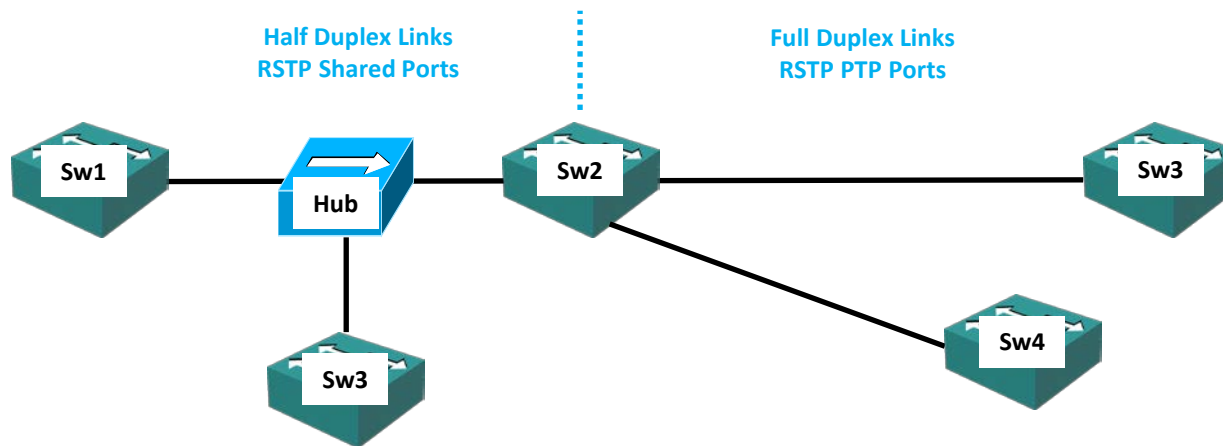 Half Duplex Links
RSTP Shared Ports
Full Duplex Links
RSTP PTP Ports
Sw1
Hub
Sw2
Sw3
Sw3
Sw4